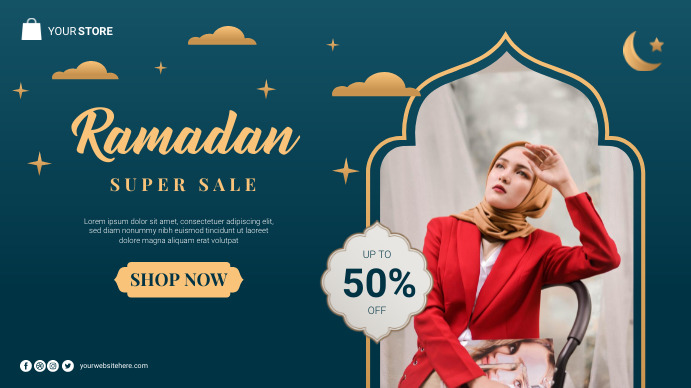 YOUR STORE
Ramadan
SUPER SALE
Lorem ipsum dolor sit amet, consectetuer adipiscing elit,
sed diam nonummy nibh euismod tincidunt ut laoreet
dolore magna aliquam erat volutpat
SHOP NOW
UP TO
50%
OFF
yourwebsitehere.com